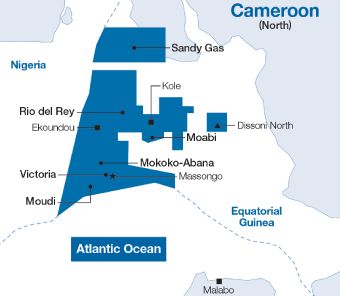 Cameroon
(North)
Sandy Gas
Nigeria
Kole
Rio del Rey
Ekoundou
Dissoni North
Moabi
Mokoko-Abana
Victoria
Massongo
Moudi
Equatorial
Guinea
Atlantic Ocean
Malabo